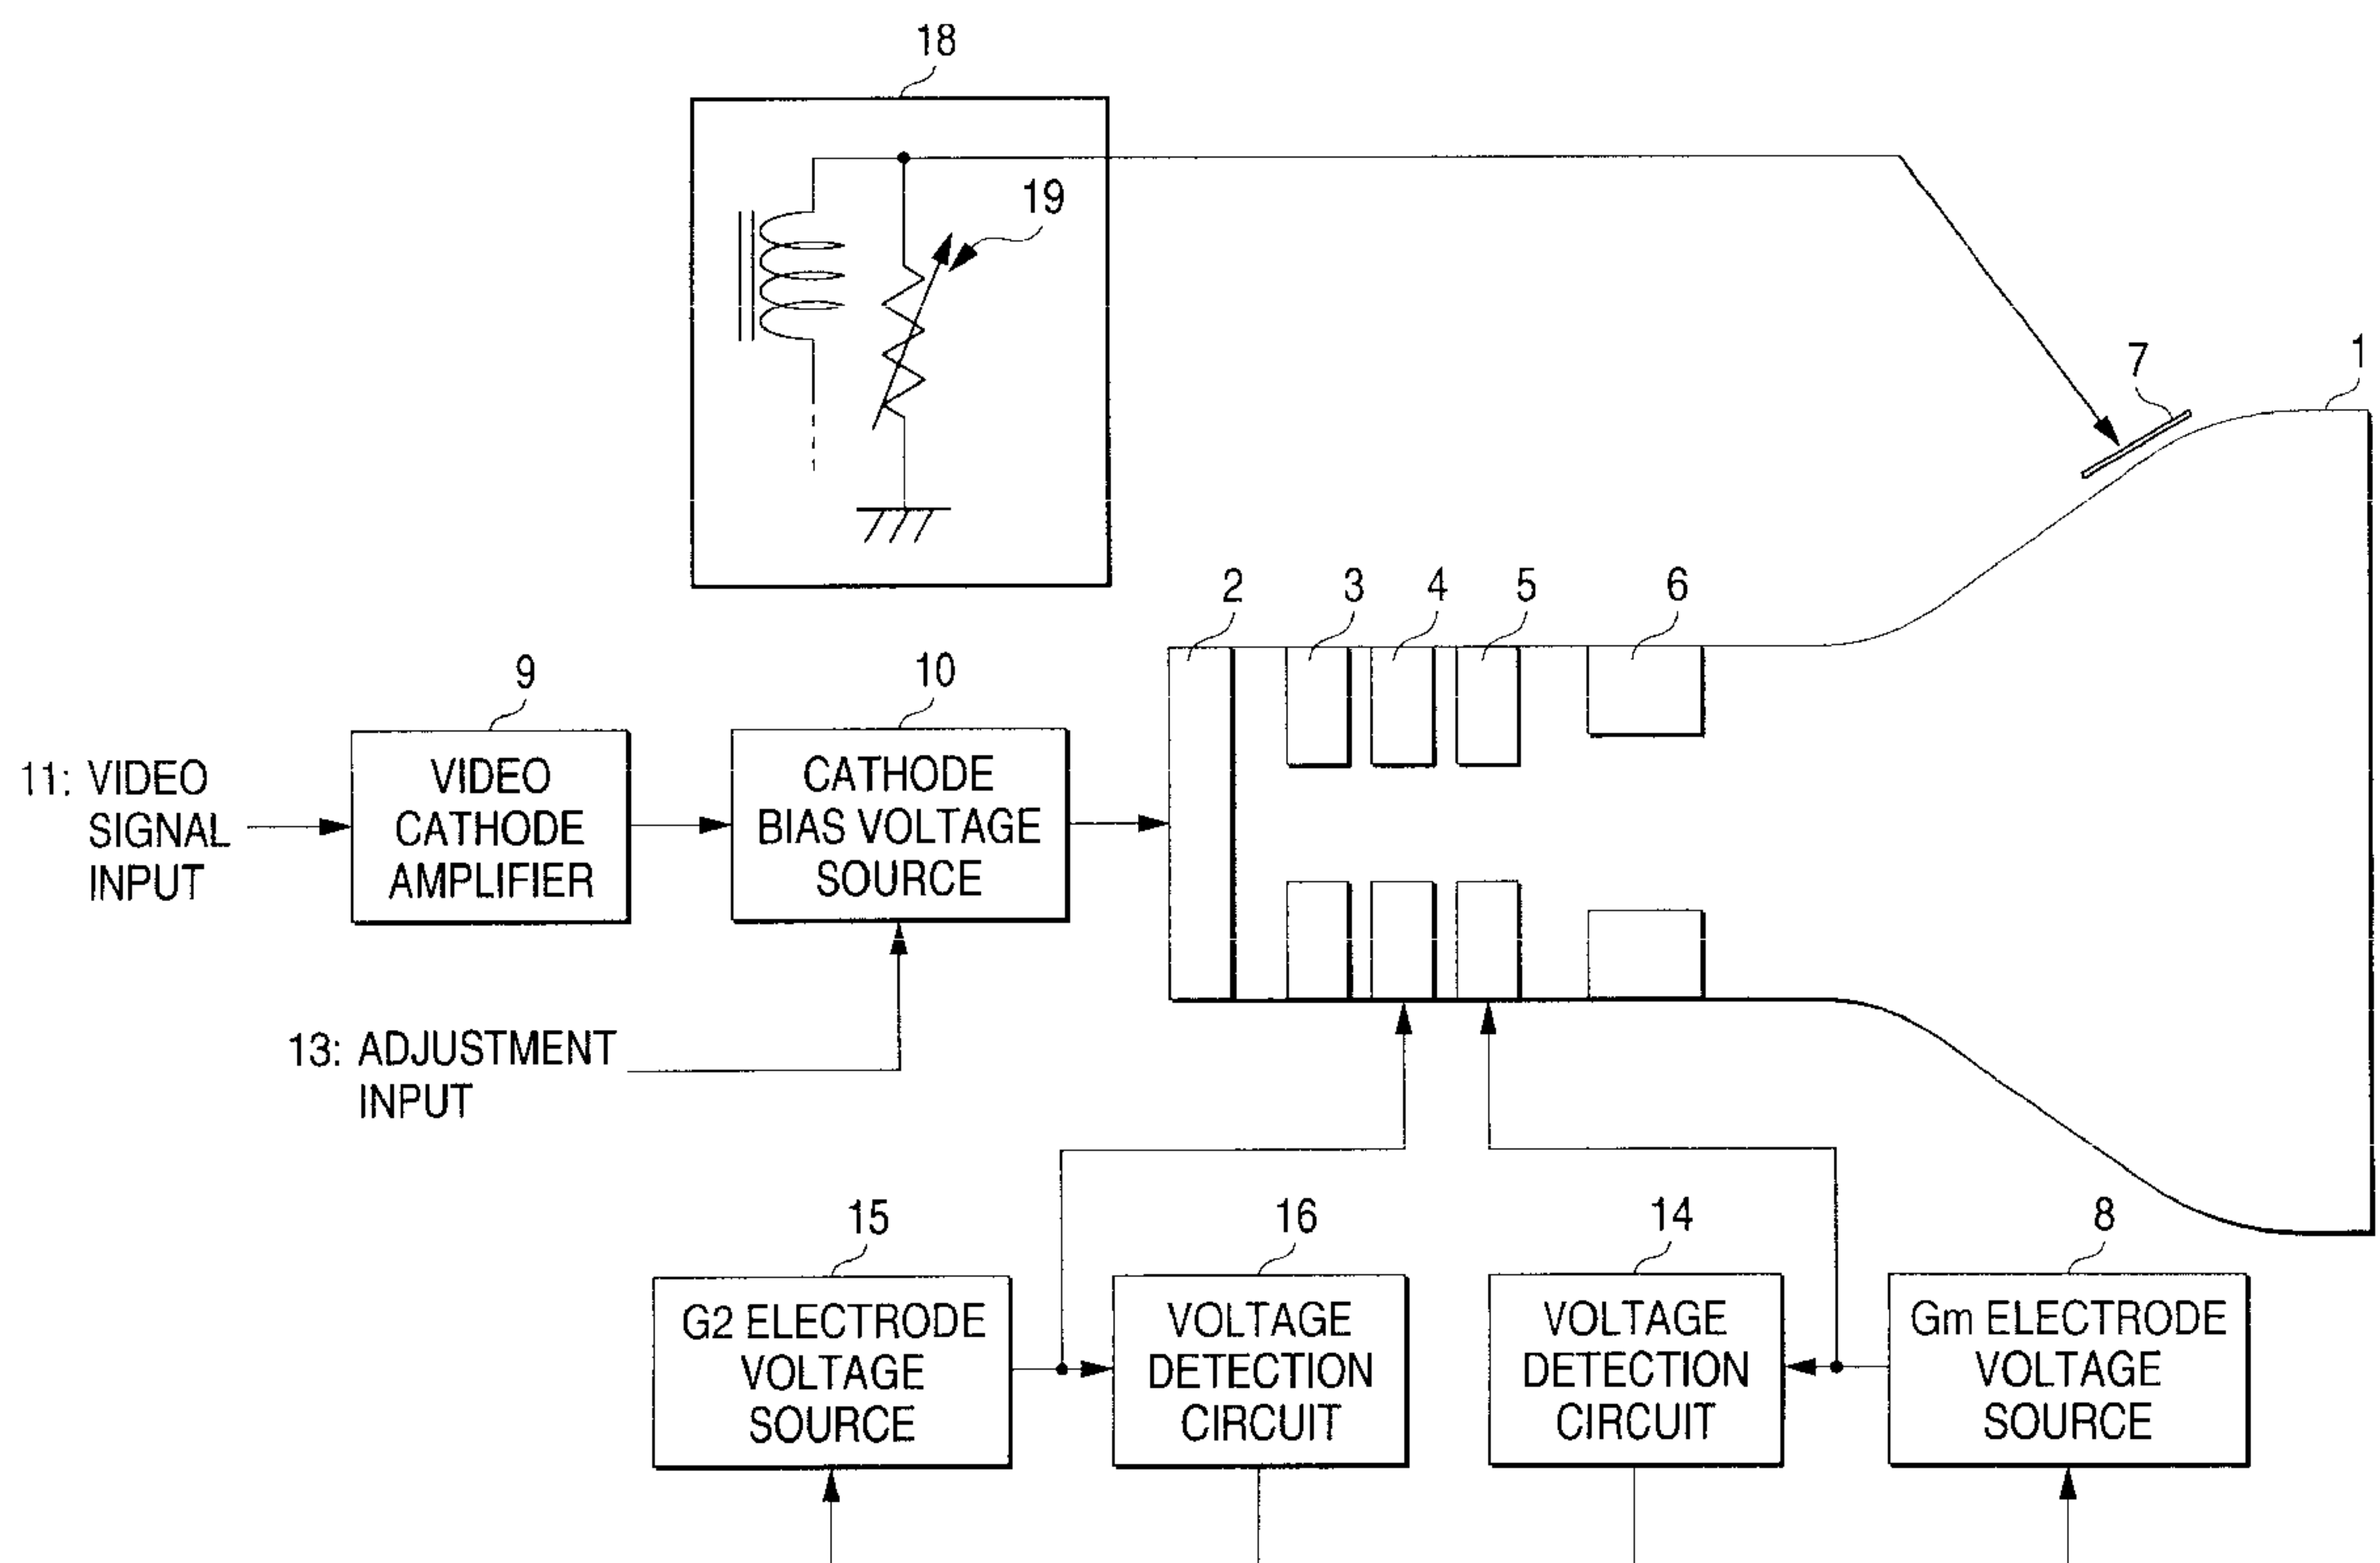 18
19
7
1
2
3
4
5
6
9
10
11: VIDEO
SIGNAL
INPUT
VIDEO
CATHODE
AMPLIFIER
CATHODE
BIAS VOLTAGE
SOURCE
13: ADJUSTMENT
INPUT
15
16
14
8
G2 ELECTRODE
VOLTAGE
SOURCE
VOLTAGE
DETECTION
CIRCUIT
VOLTAGE
DETECTION
CIRCUIT
Gm ELECTRODE
VOLTAGE
SOURCE